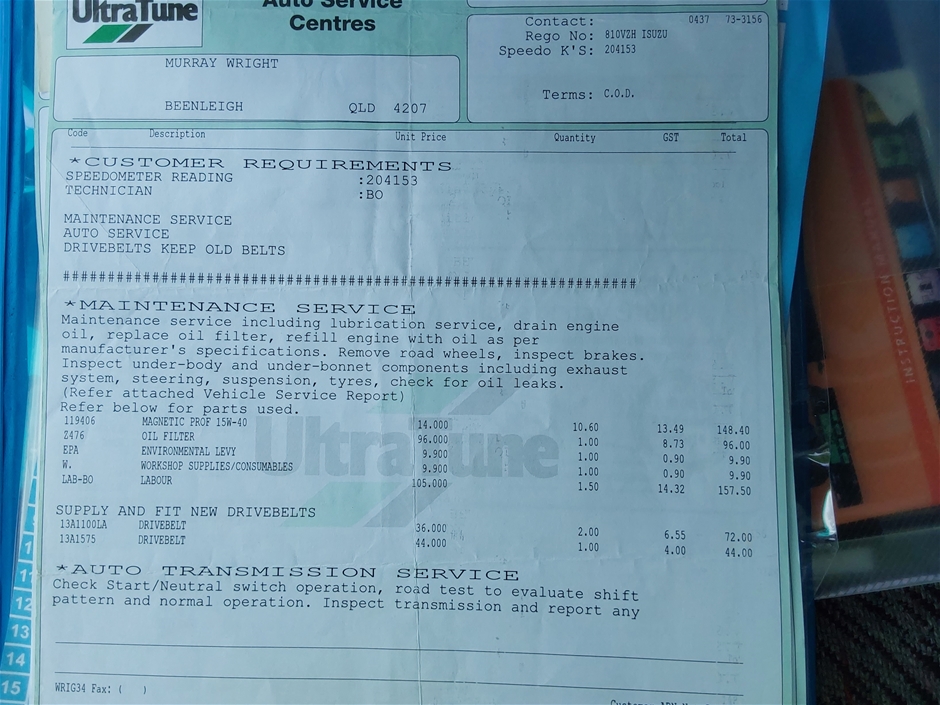 UltraTune
Auto Service
Centres
Contact: 0437 73-3156
Rego No: 810VZH ISUZU
Speedo K'S: 204153
Terms: C.O.D.
MURRAY WRIGHT
BEENLEIGH QLD 4207
Code Description Unit Price Quantity GST Total
*CUSTOMER REQUIREMENTS
SPEEDOMETER READING :204153
TECHNICIAN :BO
MAINTENANCE SERVICE
AUTO SERVICE
DRIVEBELTS KEEP OLD BELTS
################################################################
*MAINTENANCE SERVICE
Maintenance service including lubrication service, drain engine
oil, replace oil filter, refill engine with oil as per
manufacturer's specifications. Remove road wheels, inspect brakes.
Inspect under-body and under-bonnet components including exhaust
system, steering, suspension, tyres, check for oil leaks.
(Refer attached Vehicle Service Report)
Refer below for parts used.
119406 MAGNETIC PROF 15W-40 14.000 10.60 13.49 148.40
Z476 OIL FILTER 96.000 1.00 8.73 96.00
EPA ENVIRONMENTAL LEVY 9.900 1.00 0.90 9.90
W. WORKSHOP SUPPLIES/CONSUMABLES 9.900 1.00 0.90 9.90
LAB-BO LABOUR 105.000 1.50 14.32 157.50
UltraTune
SUPPLY AND FIT NEW DRIVEBELTS
13A1100LA DRIVEBELT 36.000 2.00 6.55 72.00
13A1575 DRIVEBELT 44.000 1.00 4.00 44.00
*AUTO TRANSMISSION SERVICE
Check Start/Neutral switch operation, road test to evaluate shift
pattern and normal operation. Inspect transmission and report any
WRIG34 Fax: ( )
INSTRUCTION
11
12
13
14
15